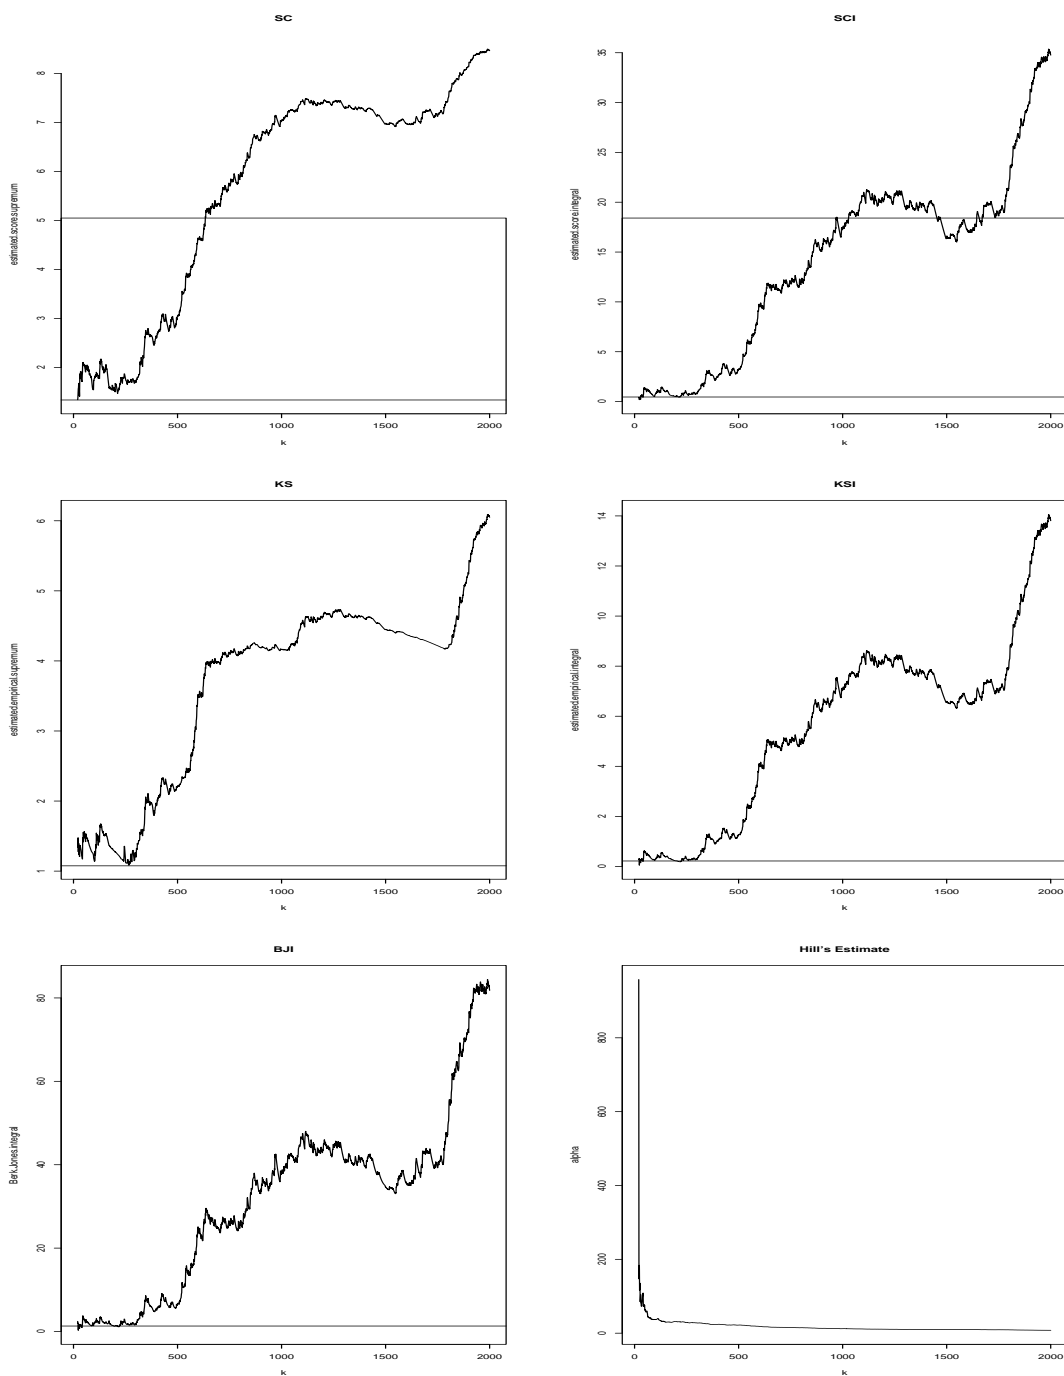 SC
estimated.score.supremum
2 3 4 5 6 7 8
0 500 1000 1500 2000
k
SCI
estimated.score.integral
0 5 10 15 20 25 30 35
0 500 1000 1500 2000
k
KS
estimated.empirical.supremum
1 2 3 4 5 6
0 500 1000 1500 2000
k
KSI
estimated.empirical.integral
0 2 4 6 8 10 12 14
0 500 1000 1500 2000
k
BJI
Berk.Jones.integral
0 20 40 60 80
0 500 1000 1500 2000
k
Hill's Estimate
alpha
0 200 400 600 800
0 500 1000 1500 2000
k